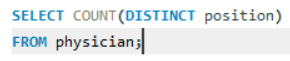 SELECT COUNT(DISTINCT position)
FROM physician;